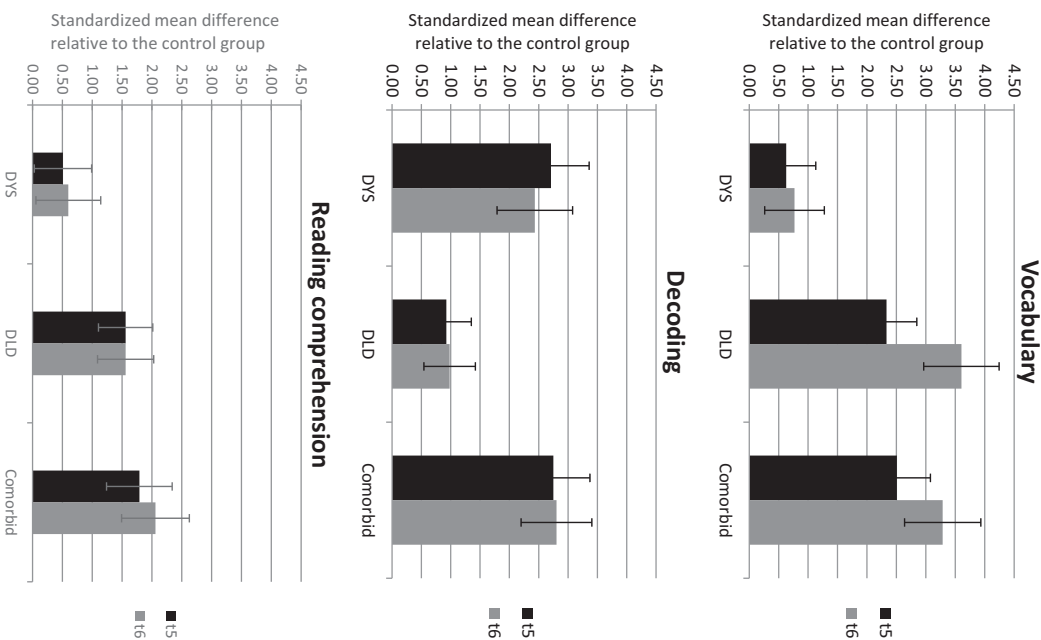 Vocabulary
Standardized mean difference
relative to the control group
4.50
4.00
3.50
3.00
2.50
2.00
1.50
1.00
0.50
0.00
DYS
DLD
Comorbid
t5
t6
Decoding
Standardized mean difference
relative to the control group
4.50
4.00
3.50
3.00
2.50
2.00
1.50
1.00
0.50
0.00
DYS
DLD
Comorbid
t5
t6
Reading comprehension
Standardized mean difference
relative to the control group
4.50
4.00
3.50
3.00
2.50
2.00
1.50
1.00
0.50
0.00
DYS
DLD
Comorbid
t5
t6